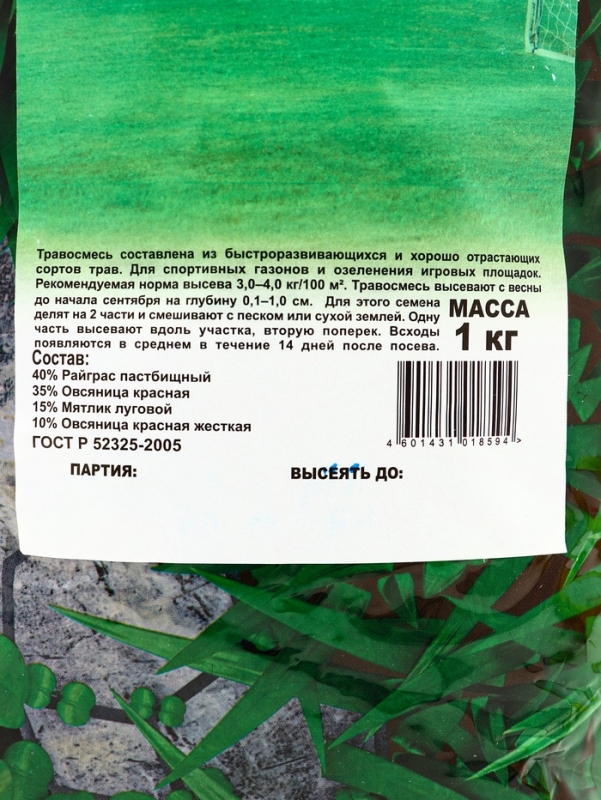 Травосмесь составлена из быстроразвивающихся и хорошо отрастающих
сортов трав. Для спортивных газонов и озеленения игровых площадок.
Рекомендуемая норма высева 3,0–4,0 кг/100 м². Травосмесь высевают с весны
до начала сентября на глубину 0,1–1,0 см. Для этого семена
делят на 2 части и смешивают с песком или сухой землей. Одну
часть высевают вдоль участка, вторую поперек. Всходы
появляются в среднем в течение 14 дней после посева.
МАССА
1 кг
Состав:
40% Райграс пастбищный
35% Овсяница красная
15% Мятлик луговой
10% Овсяница красная жесткая
ГОСТ Р 52325-2005
4 601431 018594 >
ПАРТИЯ:
ВЫСЕЯТЬ ДО: